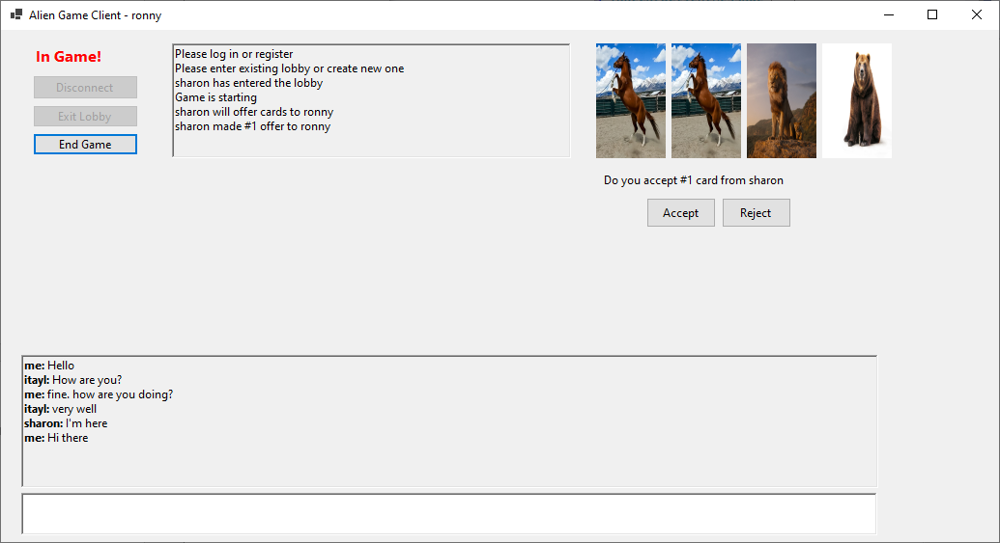 Alien Game Client - ronny
In Game!
Disconnect
Exit Lobby
End Game
Please log in or register
Please enter existing lobby or create new one
sharon has entered the lobby
Game is starting
sharon will offer cards to ronny
sharon made #1 offer to ronny
Do you accept #1 card from sharon
Accept
Reject
me: Hello
itayl: How are you?
me: fine. how are you doing?
itayl: very well
sharon: I'm here
me: Hi there